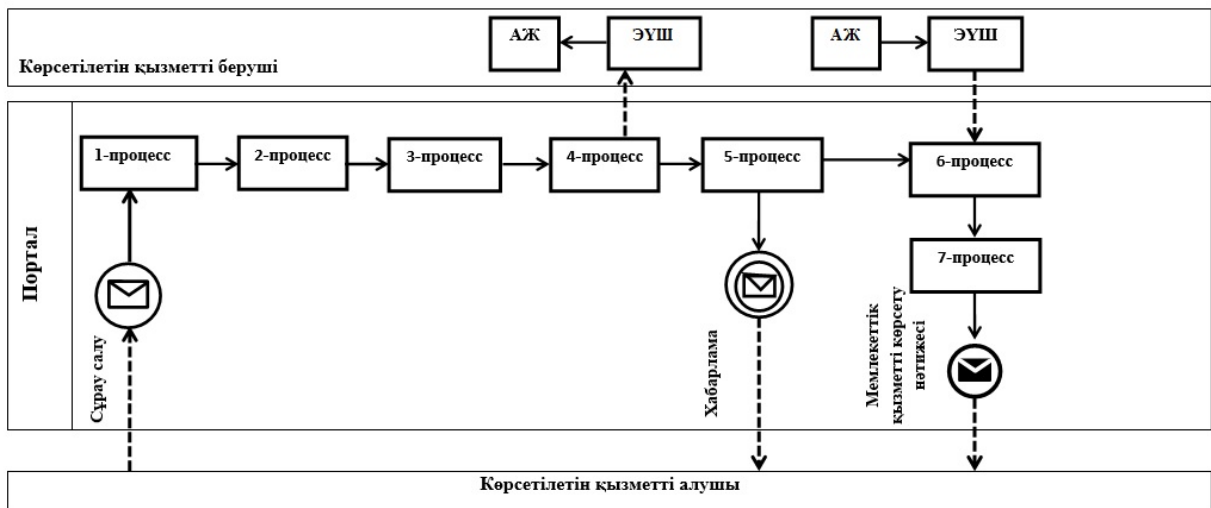 АЖ
ЭҮШ
АЖ
ЭҮШ
Көрсетілетін қызметті беруші
Портал
1-процесс
2-процесс
3-процесс
4-процесс
5-процесс
6-процесс
7-процесс
Сұрау салу
Хабарлама
Мемлекеттік
қызметті көрсету
нәтижесі
Көрсетілетін қызметті алушы